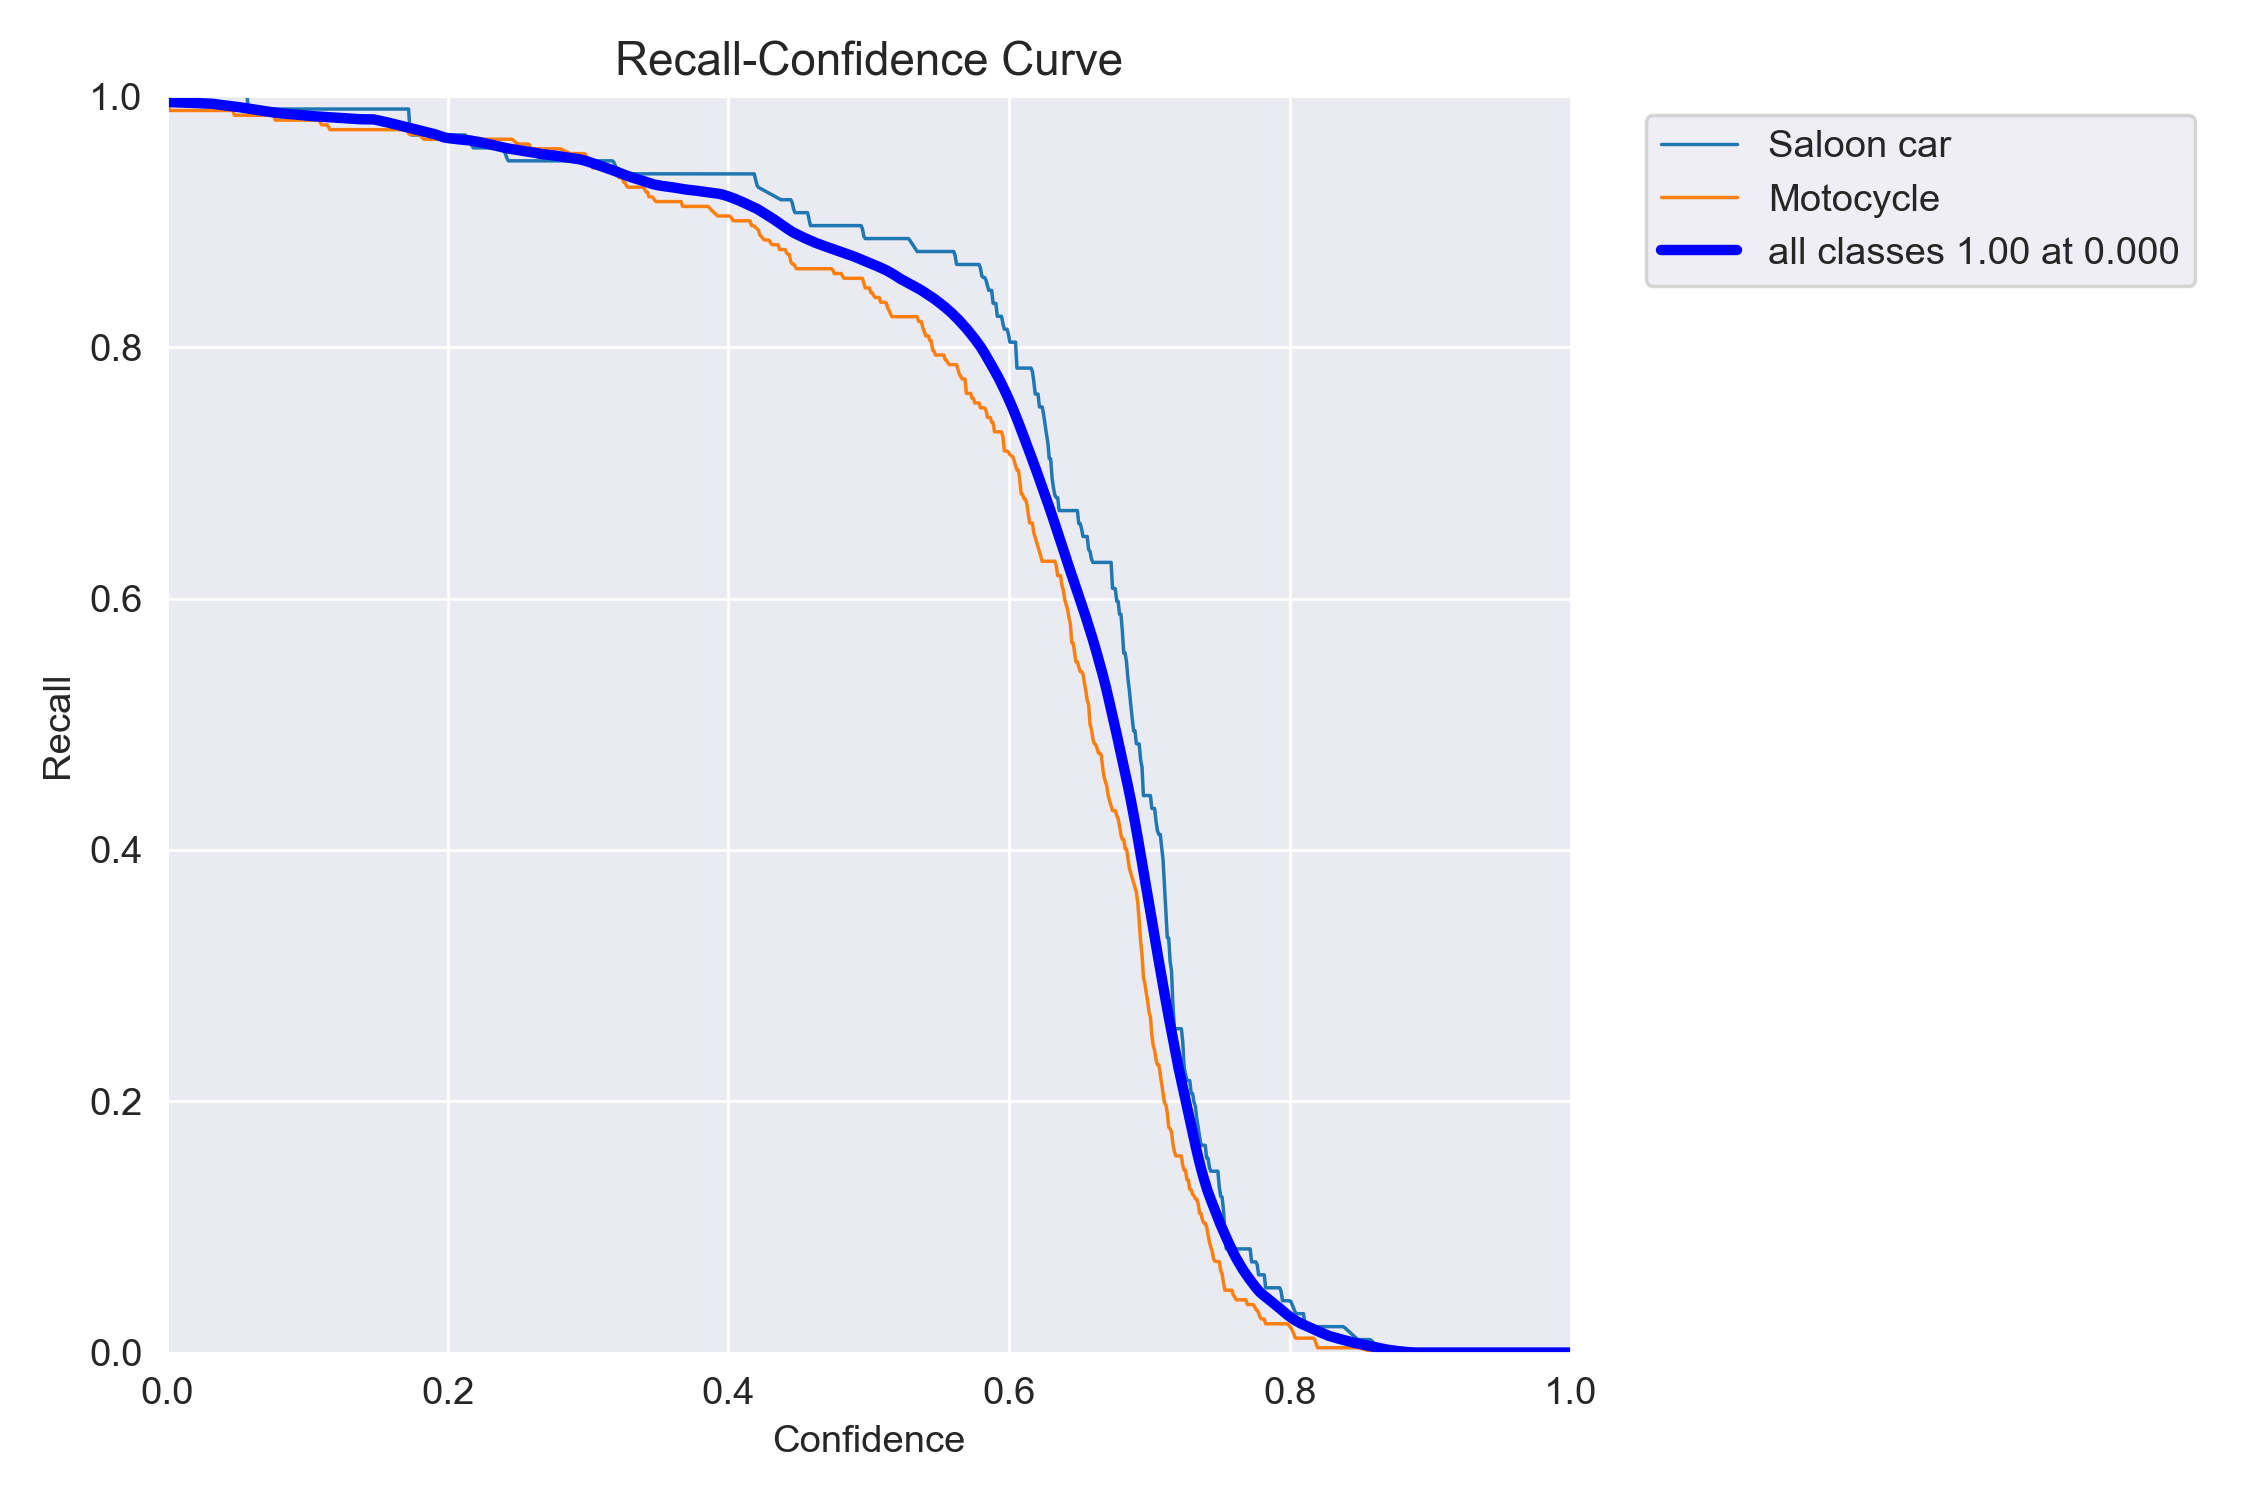 Recall-Confidence Curve
1.0
0.8
0.6
0.4
0.2
0.0
Recall
0.0 0.2 0.4 0.6 0.8 1.0
Confidence
Saloon car
Motocycle
all classes 1.00 at 0.000